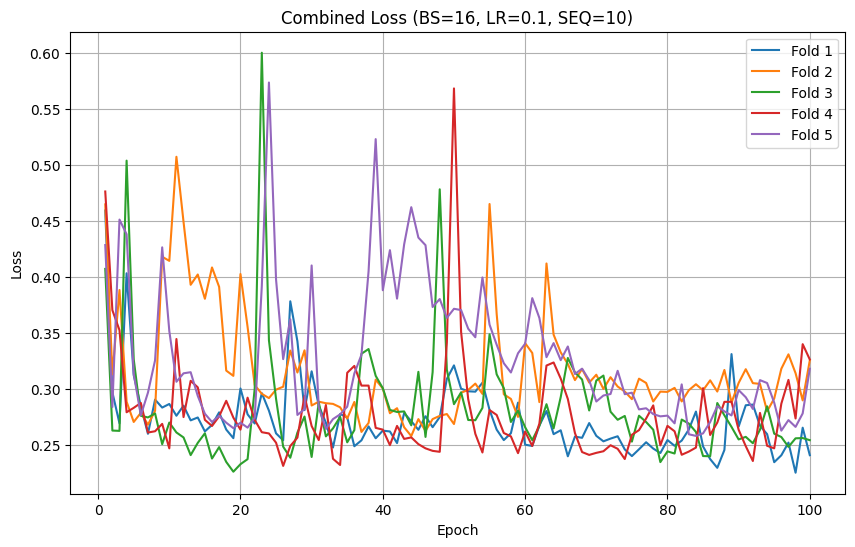 Combined Loss (BS=16, LR=0.1, SEQ=10)
Fold 1
Fold 2
Fold 3
Fold 4
Fold 5
Loss
0.60
0.55
0.50
0.45
0.40
0.35
0.30
0.25
0
20
40
60
80
100
Epoch